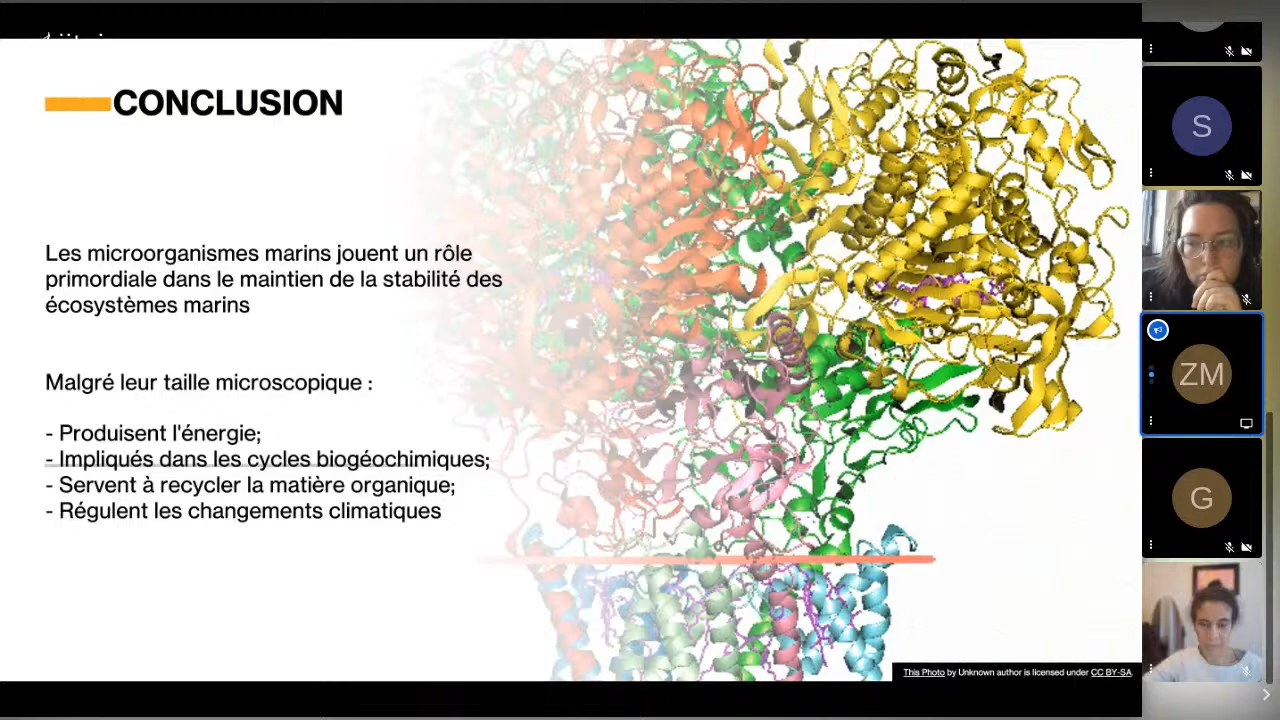 CONCLUSION
Les microorganismes marins jouent un rôle
primordiale dans le maintien de la stabilité des
écosystèmes marins
Malgré leur taille microscopique :
- Produisent l'énergie;
- Impliqués dans les cycles biogéochimiques;
- Servent à recycler la matière organique;
- Régulent les changements climatiques
This Photo by Unknown author is licensed under CC BY-SA.
S
ZM
G